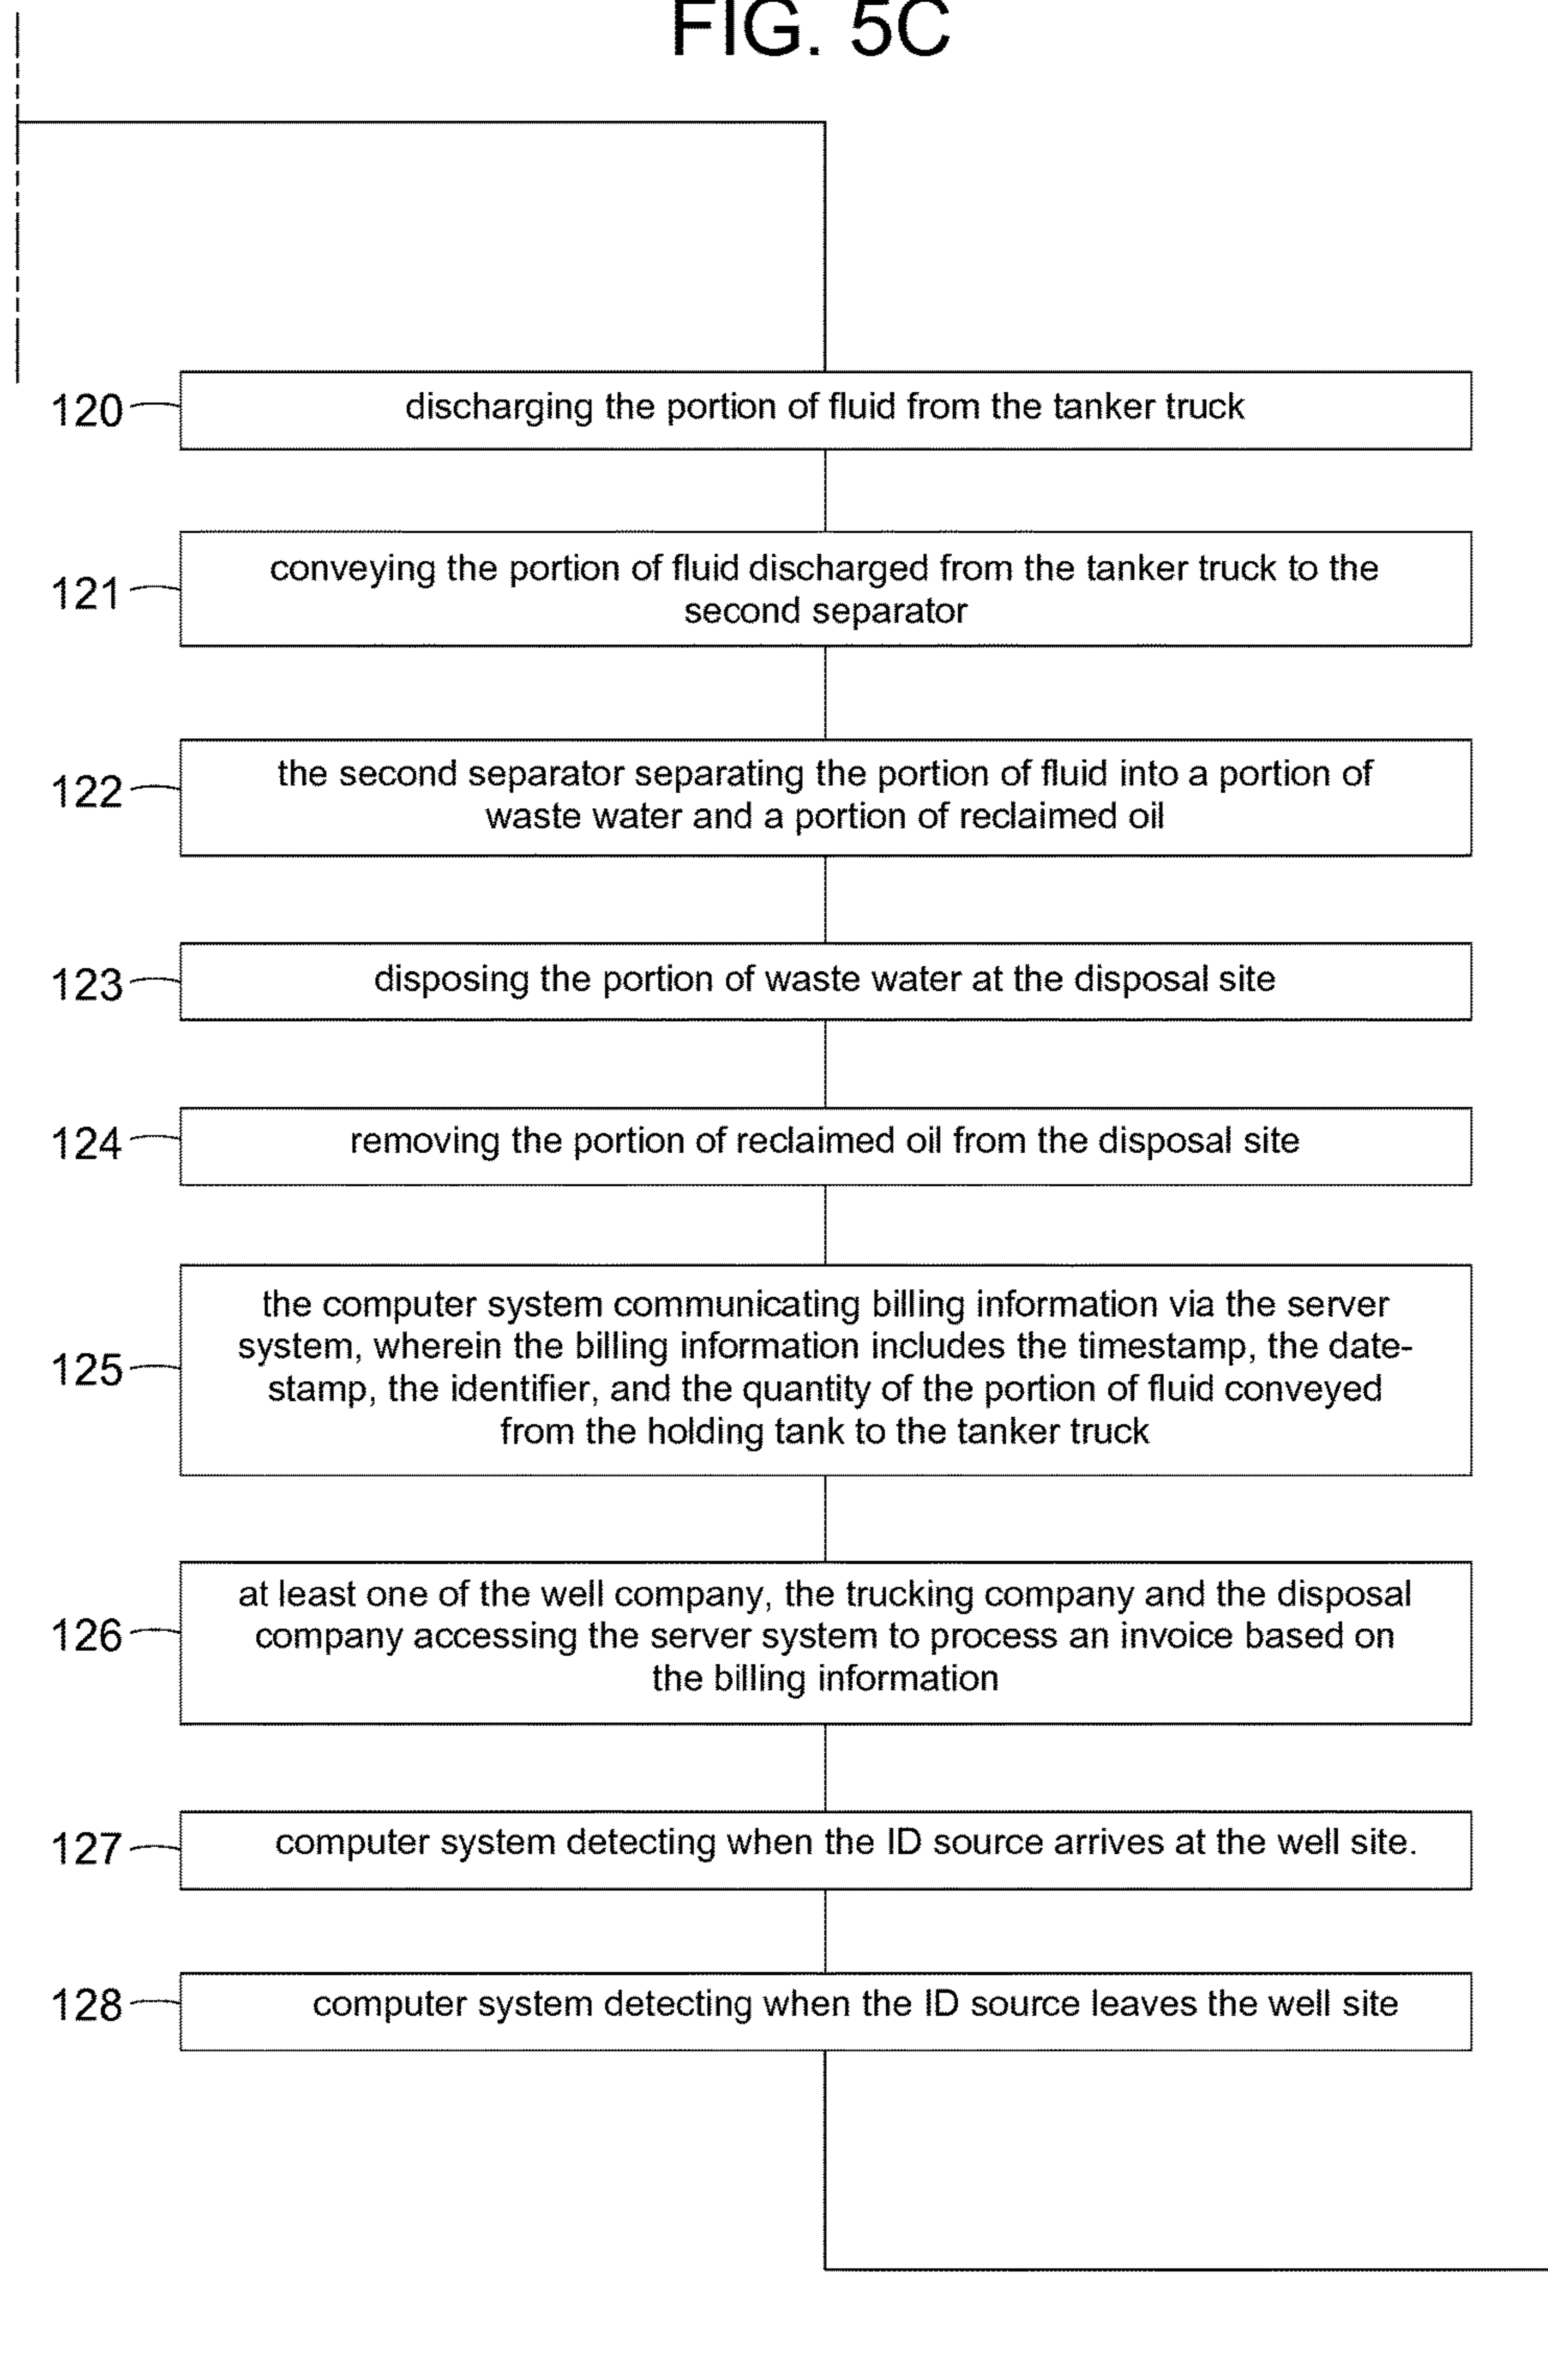 FIG. 5C
120
discharging the portion of fluid from the tanker truck
121
conveying the portion of fluid discharged from the tanker truck to the
second separator
122
the second separator separating the portion of fluid into a portion of
waste water and a portion of reclaimed oil
123
disposing the portion of waste water at the disposal site
124
removing the portion of reclaimed oil from the disposal site
125
the computer system communicating billing information via the server
system, wherein the billing information includes the timestamp, the date-
stamp, the identifier, and the quantity of the portion of fluid conveyed
from the holding tank to the tanker truck
126
at least one of the well company, the trucking company and the disposal
company accessing the server system to process an invoice based on
the billing information
127
computer system detecting when the ID source arrives at the well site.
128
computer system detecting when the ID source leaves the well site